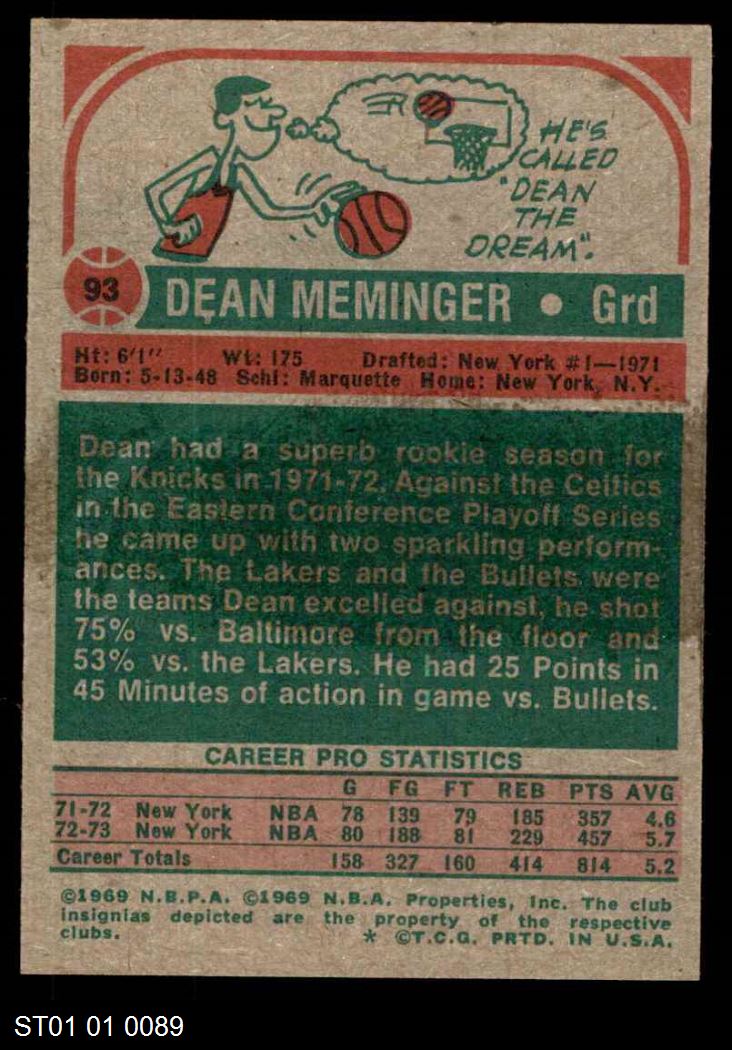 HE'S
CALLED
"DEAN
THE
DREAM".
93
DEAN MEMINGER • Grd
Ht: 6'1" Wt: 175 Drafted: New York #1—1971
Born: 5-13-48 Schl: Marquette Home: New York, N.Y.
Dean had a superb rookie season for
the Knicks in 1971-72. Against the Celtics
in the Eastern Conference Playoff Series
he came up with two sparkling perform-
ances. The Lakers and the Bullets were
the teams Dean excelled against, he shot
75% vs. Baltimore from the floor and
53% vs. the Lakers. He had 25 Points in
45 Minutes of action in game vs. Bullets.
CAREER PRO STATISTICS
G FG FT REB PTS AVG
71-72 New York NBA 78 139 79 185 357 4.6
72-73 New York NBA 80 188 81 229 457 5.7
Career Totals 158 327 160 414 814 5.2
©1969 N.B.P.A. ©1969 N.B.A. Properties, Inc. The club
insignias depicted are the property of the respective
clubs. * ©T.C.G. PRTD. IN U.S.A.
ST01 01 0089